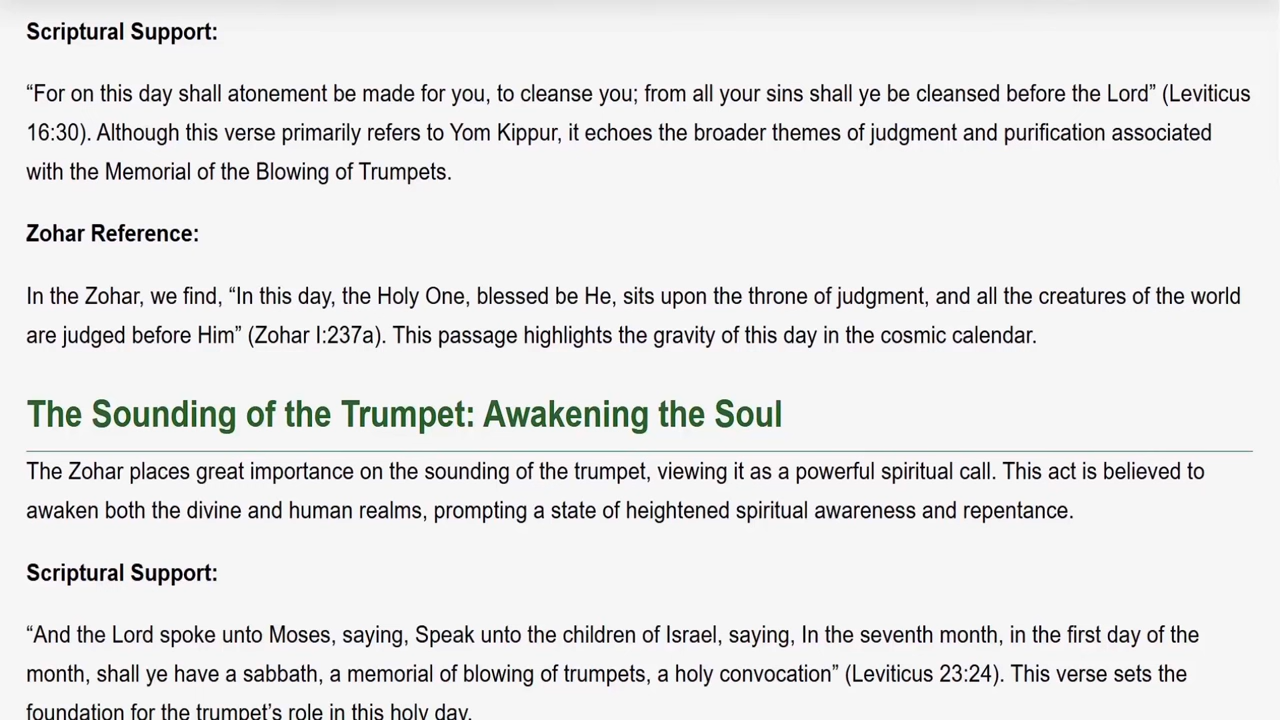 Scriptural Support:
“For on this day shall atonement be made for you, to cleanse you; from all your sins shall ye be cleansed before the Lord” (Leviticus
16:30). Although this verse primarily refers to Yom Kippur, it echoes the broader themes of judgment and purification associated
with the Memorial of the Blowing of Trumpets.
Zohar Reference:
In the Zohar, we find, “In this day, the Holy One, blessed be He, sits upon the throne of judgment, and all the creatures of the world
are judged before Him” (Zohar I:237a). This passage highlights the gravity of this day in the cosmic calendar.
The Sounding of the Trumpet: Awakening the Soul
The Zohar places great importance on the sounding of the trumpet, viewing it as a powerful spiritual call. This act is believed to
awaken both the divine and human realms, prompting a state of heightened spiritual awareness and repentance.
Scriptural Support:
“And the Lord spoke unto Moses, saying, Speak unto the children of Israel, saying, In the seventh month, in the first day of the
month, shall ye have a sabbath, a memorial of blowing of trumpets, a holy convocation” (Leviticus 23:24). This verse sets the
foundation for the trumpet’s role in this holy day.